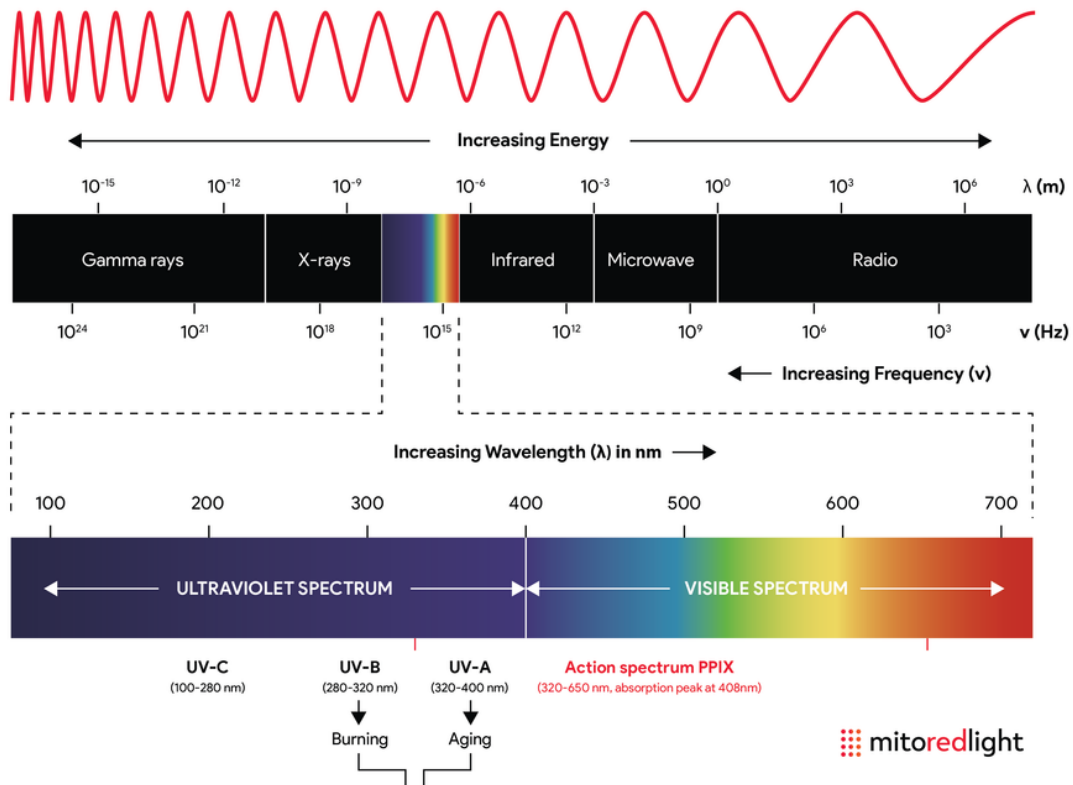 Increasing Energy
10⁻¹⁵ 10⁻¹² 10⁻⁹ 10⁻⁶ 10⁻³ 10⁰ 10³ 10⁶ λ (m)
Gamma rays X-rays Infrared Microwave Radio
10²⁴ 10²¹ 10¹⁸ 10¹⁵ 10¹² 10⁹ 10⁶ 10³ v (Hz)
Increasing Frequency (v)
Increasing Wavelength (λ) in nm
100 200 300 400 500 600 700
ULTRAVIOLET SPECTRUM VISIBLE SPECTRUM
UV-C UV-B UV-A Action spectrum PPIX
(100-280 nm) (280-320 nm) (320-400 nm) (320-650 nm, absorption peak at 408nm)
Burning Aging
mitoredlight